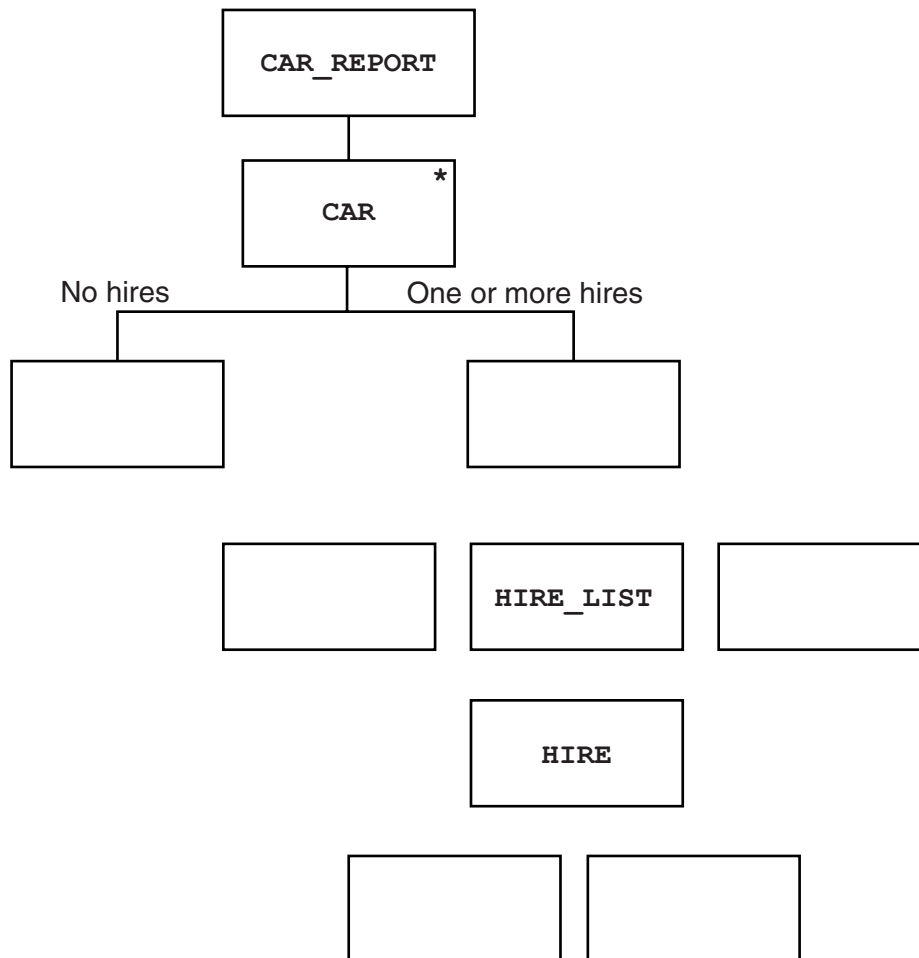 CAR_REPORT
*
CAR
No hires
One or more hires
HIRE_LIST
HIRE